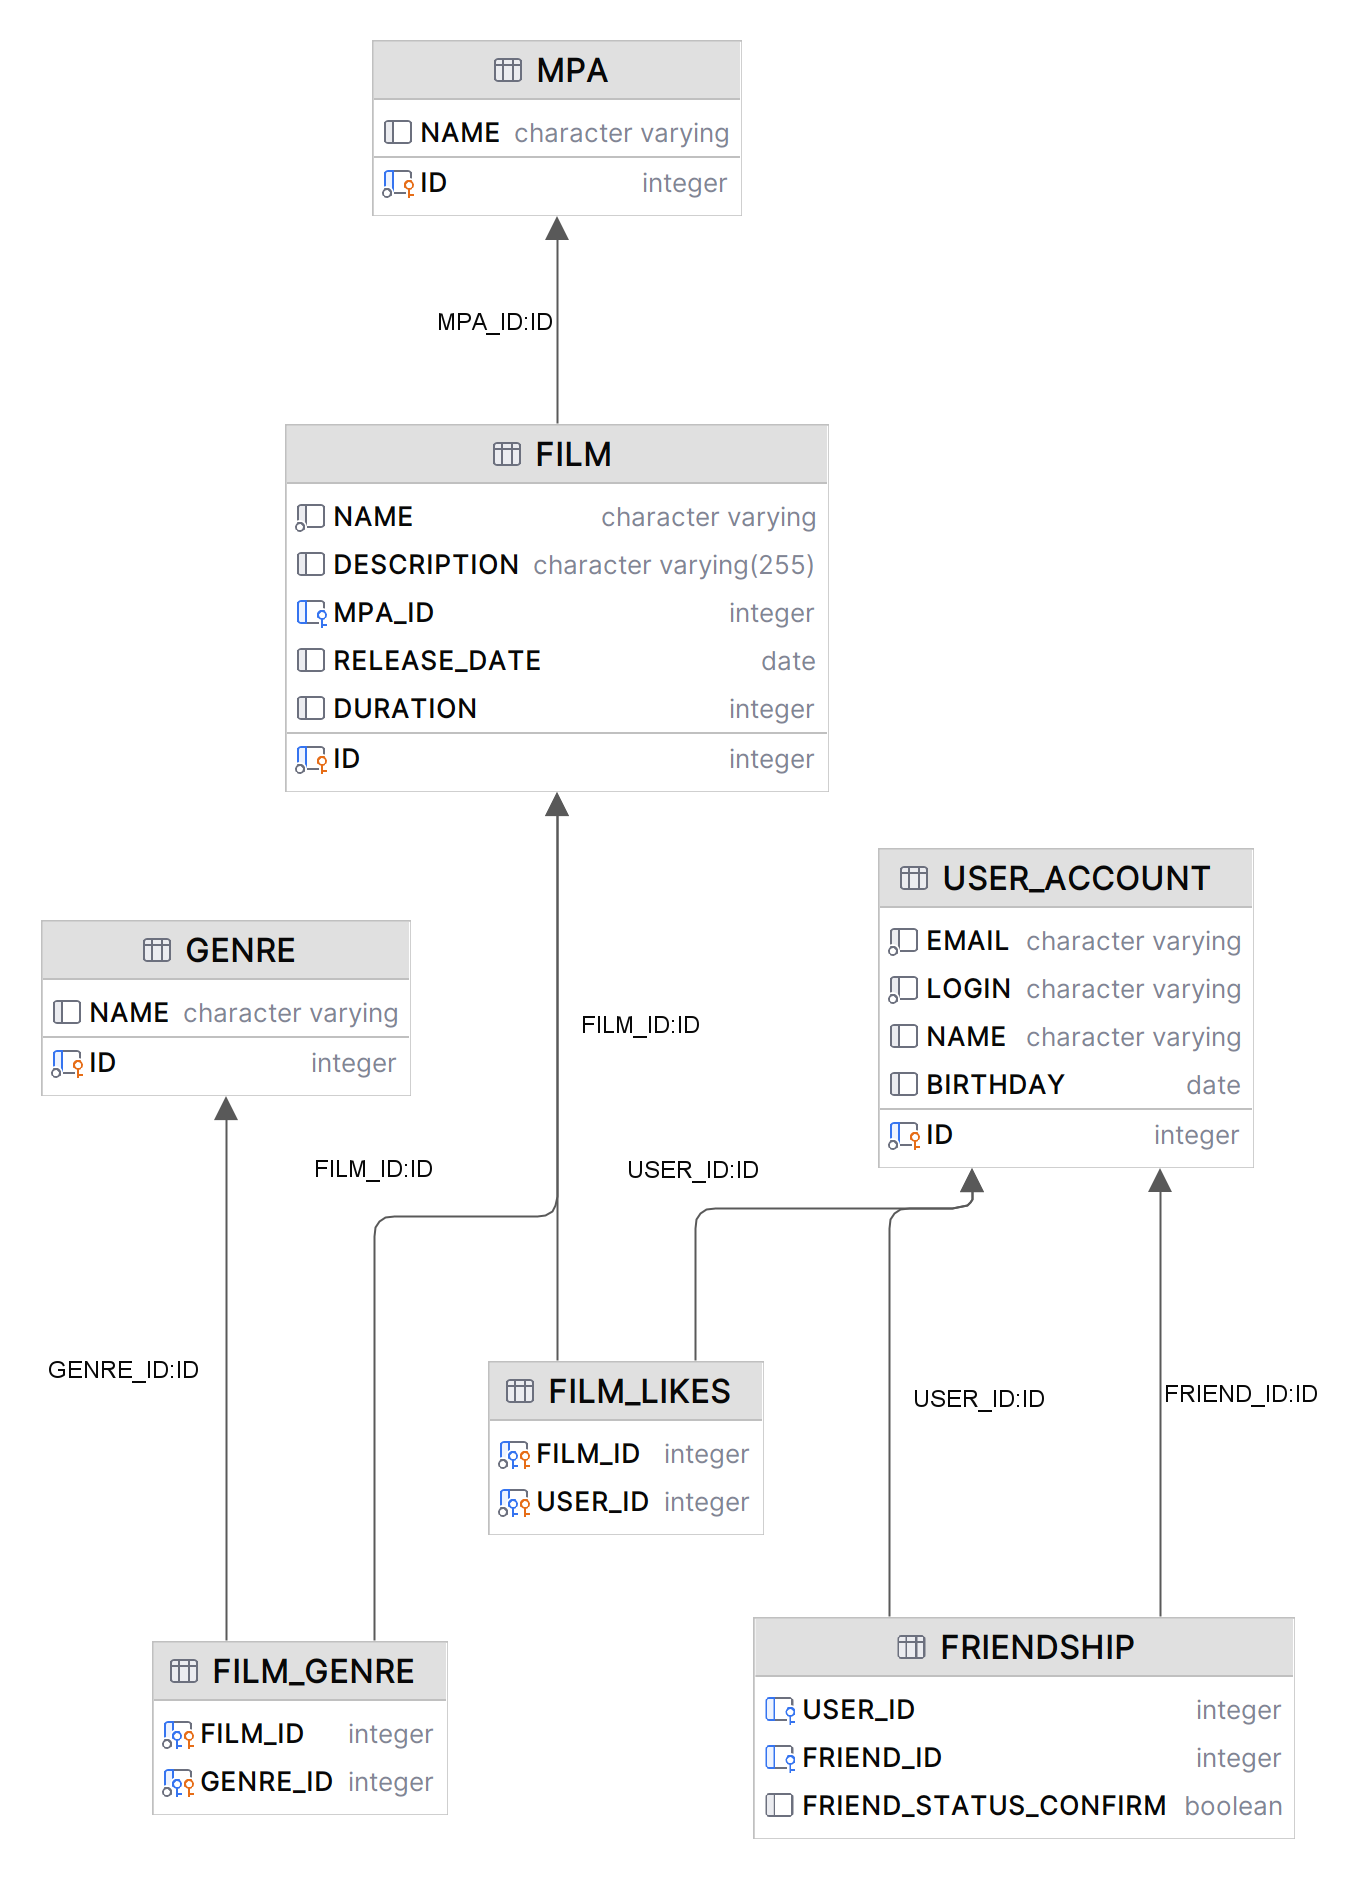 MPA
NAME character varying
ID integer
MPA_ID:ID
FILM
NAME character varying
DESCRIPTION character varying(255)
MPA_ID integer
RELEASE_DATE date
DURATION integer
ID integer
USER_ACCOUNT
EMAIL character varying
LOGIN character varying
NAME character varying
BIRTHDAY date
ID integer
GENRE
NAME character varying
ID integer
FILM_ID:ID
FILM_ID:ID
USER_ID:ID
GENRE_ID:ID
FILM_LIKES
FILM_ID integer
USER_ID integer
USER_ID:ID
FRIEND_ID:ID
FILM_GENRE
FILM_ID integer
GENRE_ID integer
FRIENDSHIP
USER_ID integer
FRIEND_ID integer
FRIEND_STATUS_CONFIRM boolean